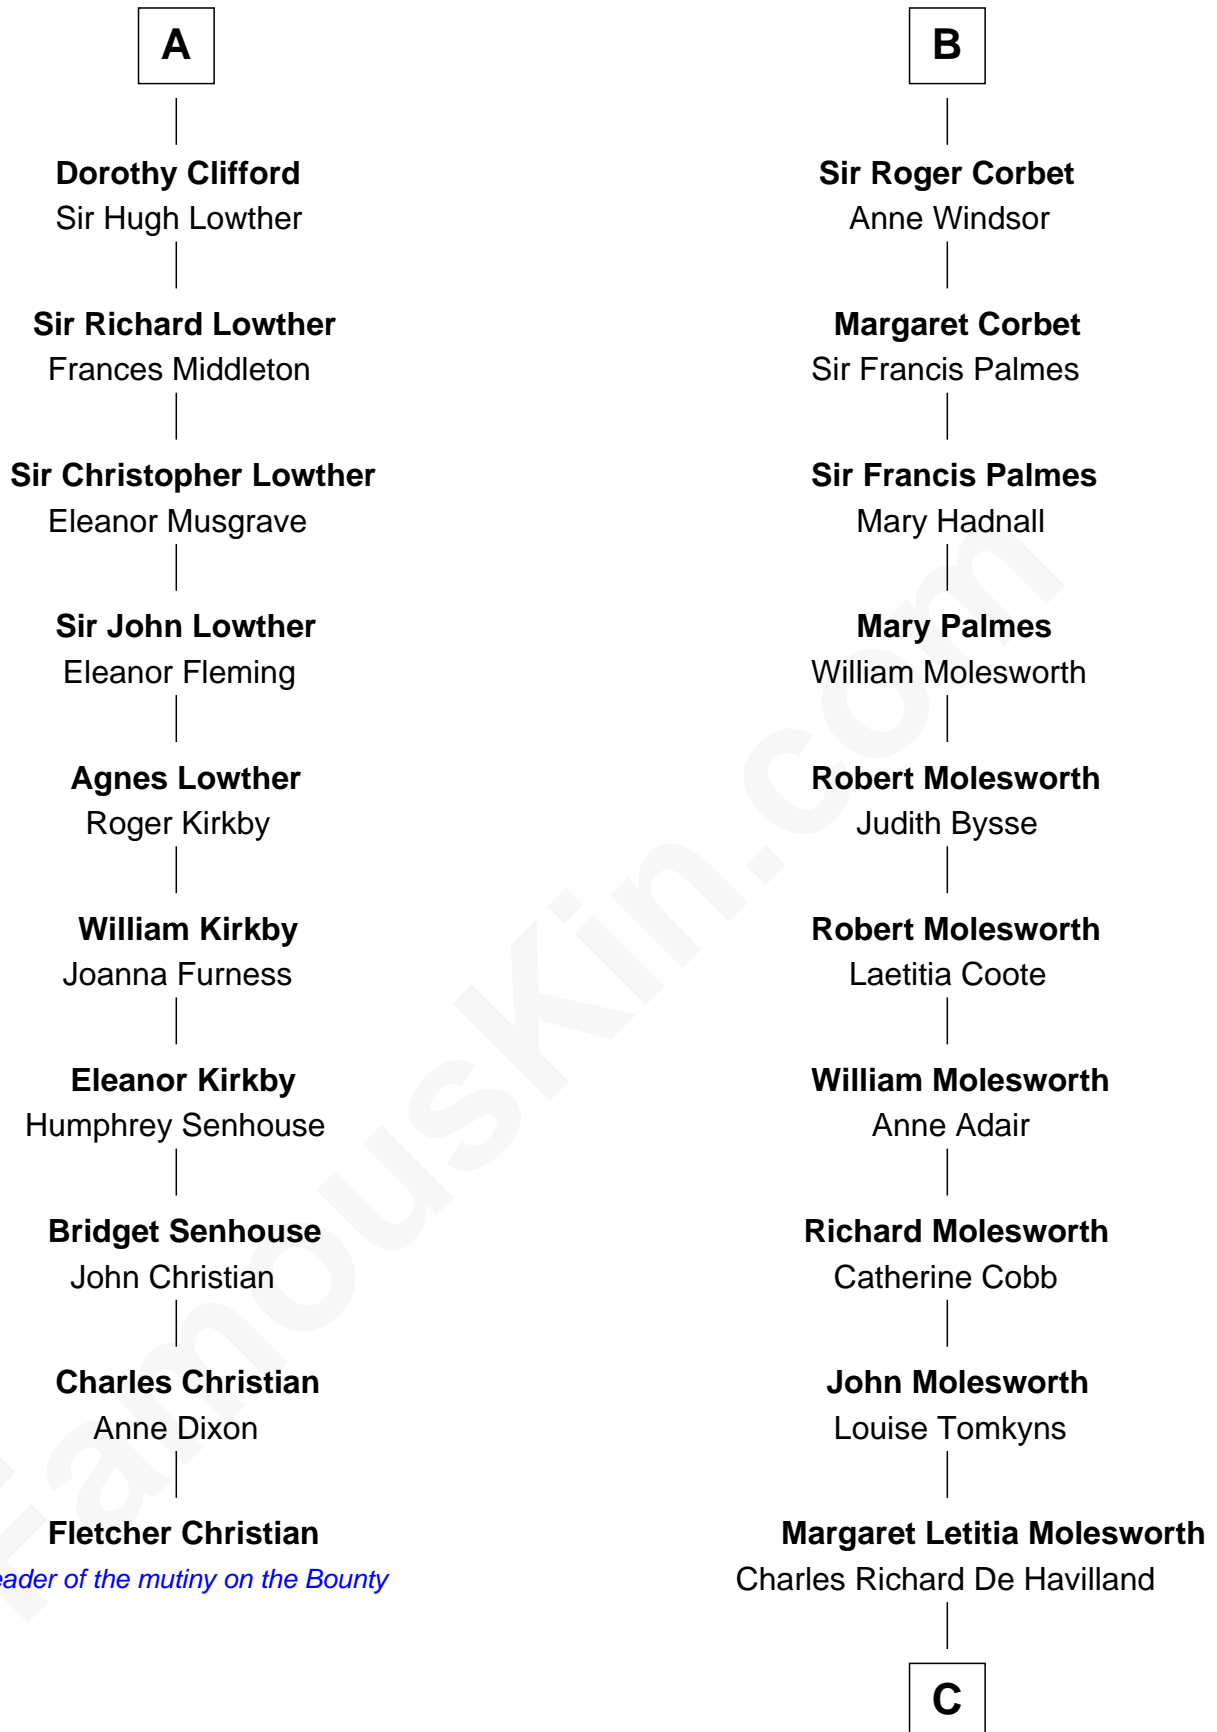 A
Dorothy Clifford
Sir Hugh Lowther
Sir Richard Lowther
Frances Middleton
Sir Christopher Lowther
Eleanor Musgrave
Sir John Lowther
Eleanor Fleming
Agnes Lowther
Roger Kirkby
William Kirkby
Joanna Furness
Eleanor Kirkby
Humphrey Senhouse
Bridget Senhouse
John Christian
Charles Christian
Anne Dixon
Fletcher Christian
eader of the mutiny on the Bounty
B
Sir Roger Corbet
Anne Windsor
Margaret Corbet
Sir Francis Palmes
Sir Francis Palmes
Mary Hadnall
Mary Palmes
William Molesworth
Robert Molesworth
Judith Bysse
Robert Molesworth
Laetitia Coote
William Molesworth
Anne Adair
Richard Molesworth
Catherine Cobb
John Molesworth
Louise Tomkyns
Margaret Letitia Molesworth
Charles Richard De Havilland
C
FamousKin.com